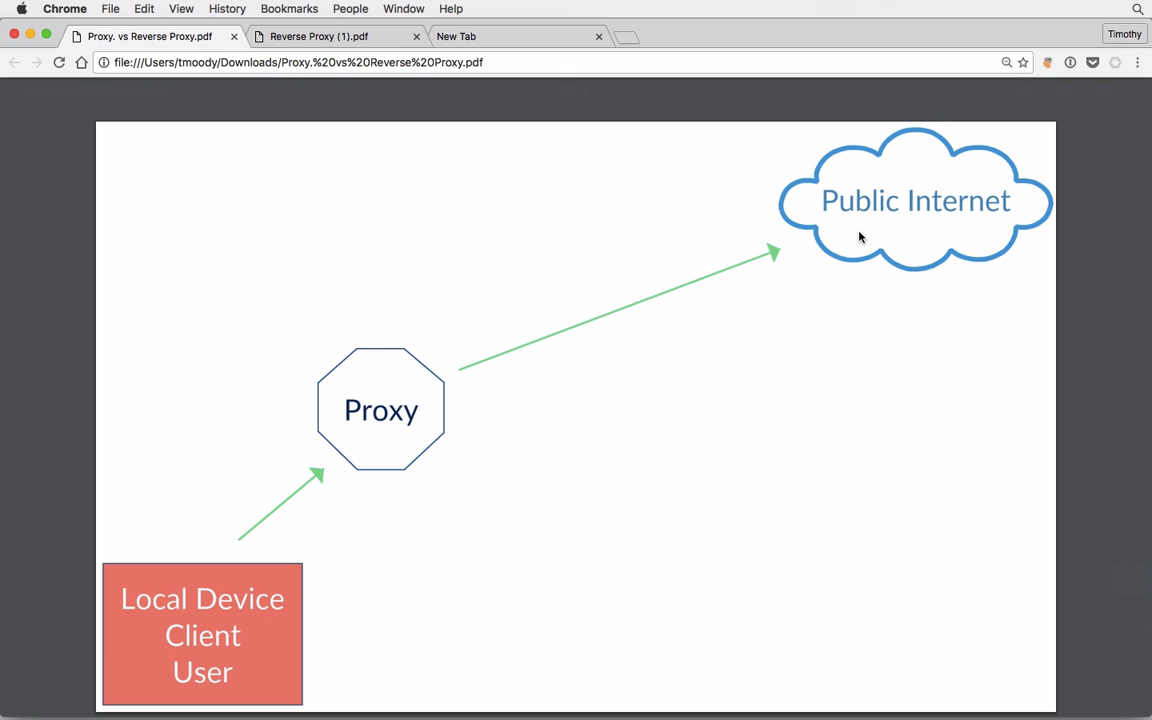 Chrome File Edit View History Bookmarks People Window Help
Proxy. vs Reverse Proxy.pdf Reverse Proxy (1).pdf New Tab Timothy
file:///Users/tmoody/Downloads/Proxy.%20vs%20Reverse%20Proxy.pdf
Public Internet
Proxy
Local Device
Client
User